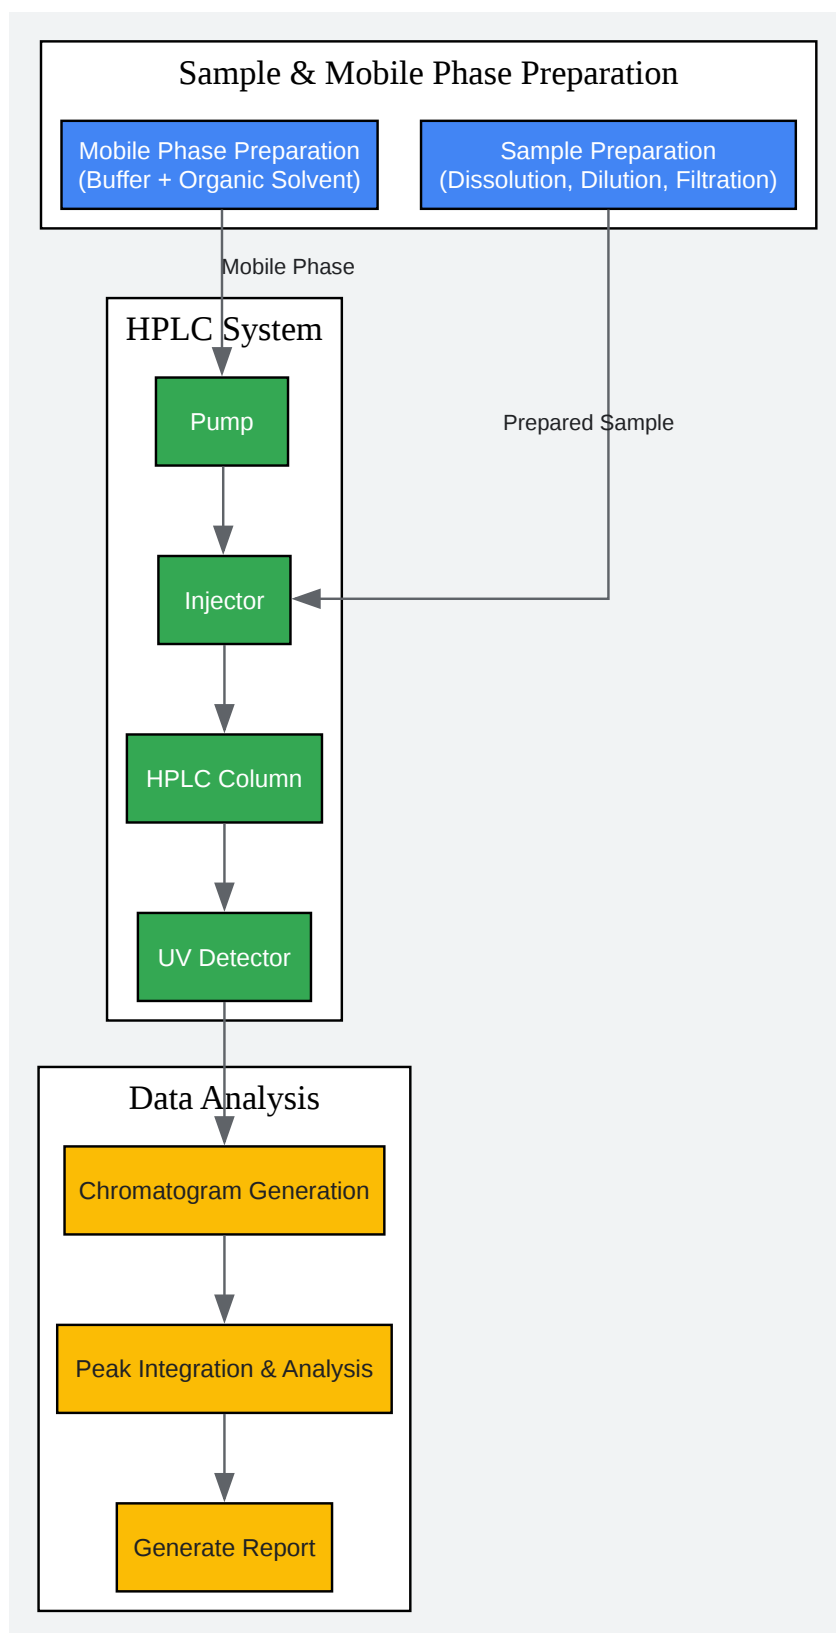 Sample & Mobile Phase Preparation
Mobile Phase Preparation
(Buffer + Organic Solvent)
Sample Preparation
(Dissolution, Dilution, Filtration)
Mobile Phase
HPLC System
Pump
Prepared Sample
Injector
HPLC Column
UV Detector
Data Analysis
Chromatogram Generation
Peak Integration & Analysis
Generate Report